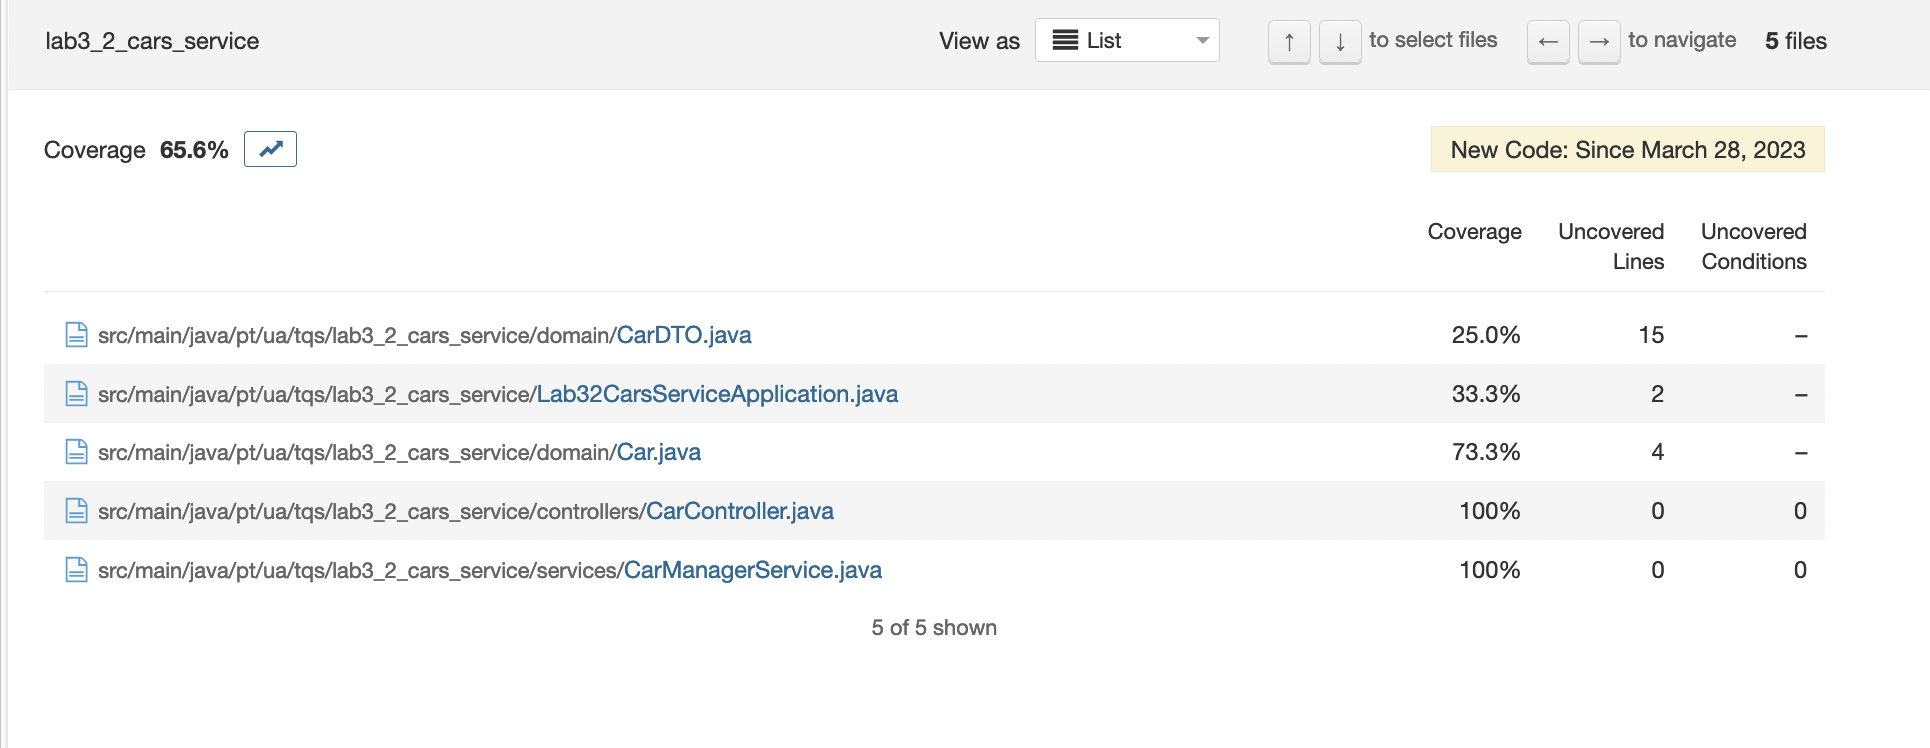 lab3_2_cars_service View as List ↑ ↓ to select files ← → to navigate 5 files
Coverage 65.6% New Code: Since March 28, 2023
Coverage Uncovered Lines Uncovered Conditions
src/main/java/pt/ua/tqs/lab3_2_cars_service/domain/CarDTO.java 25.0% 15 –
src/main/java/pt/ua/tqs/lab3_2_cars_service/Lab32CarsServiceApplication.java 33.3% 2 –
src/main/java/pt/ua/tqs/lab3_2_cars_service/domain/Car.java 73.3% 4 –
src/main/java/pt/ua/tqs/lab3_2_cars_service/controllers/CarController.java 100% 0 0
src/main/java/pt/ua/tqs/lab3_2_cars_service/services/CarManagerService.java 100% 0 0
5 of 5 shown